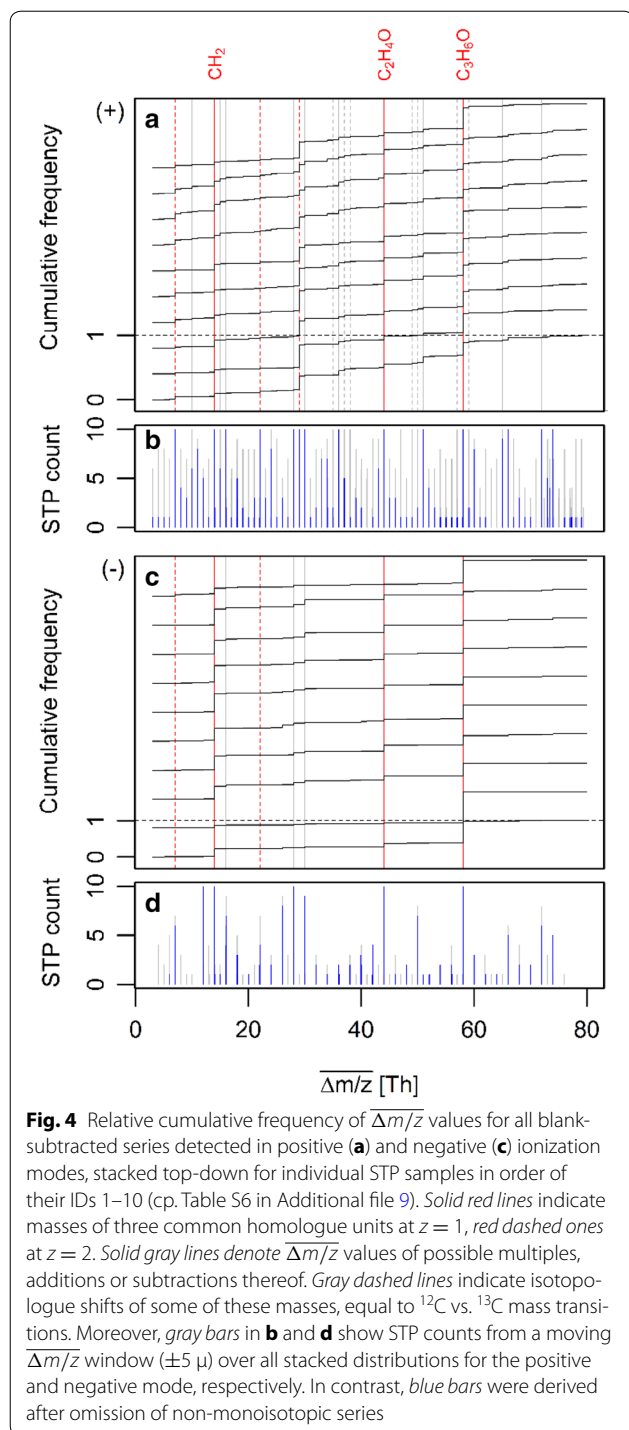 CH₂
C₂H₄O
C₃H₆O
(+)
a
Cumulative frequency
1
0
b
STP count
10
5
0
(-)
c
Cumulative frequency
1
0
d
STP count
10
5
0
0 20 40 60 80
Δm/z [Th]
Fig. 4 Relative cumulative frequency of Δm/z values for all blank-
subtracted series detected in positive (a) and negative (c) ionization
modes, stacked top-down for individual STP samples in order of
their IDs 1–10 (cp. Table S6 in Additional file 9). Solid red lines indicate
masses of three common homologue units at z = 1, red dashed ones
at z = 2. Solid gray lines denote Δm/z values of possible multiples,
additions or subtractions thereof. Gray dashed lines indicate isotopo-
logue shifts of some of these masses, equal to ¹²C vs. ¹³C mass transi-
tions. Moreover, gray bars in b and d show STP counts from a moving
Δm/z window (±5 μ) over all stacked distributions for the positive
and negative mode, respectively. In contrast, blue bars were derived
after omission of non-monoisotopic series